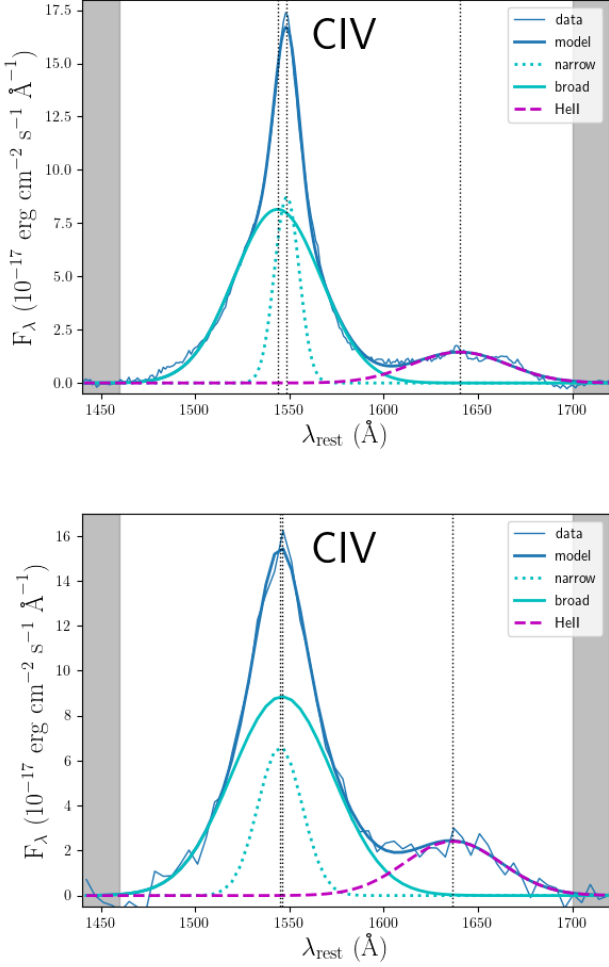 17.5
15.0
12.5
10.0
7.5
5.0
2.5
0.0
F_λ (10⁻¹⁷ erg cm⁻² s⁻¹ Å⁻¹)
CIV
data
model
narrow
broad
HeII
1450 1500 1550 1600 1650 1700
λ_rest (Å)
16
14
12
10
8
6
4
2
0
F_λ (10⁻¹⁷ erg cm⁻² s⁻¹ Å⁻¹)
CIV
data
model
narrow
broad
HeII
1450 1500 1550 1600 1650 1700
λ_rest (Å)